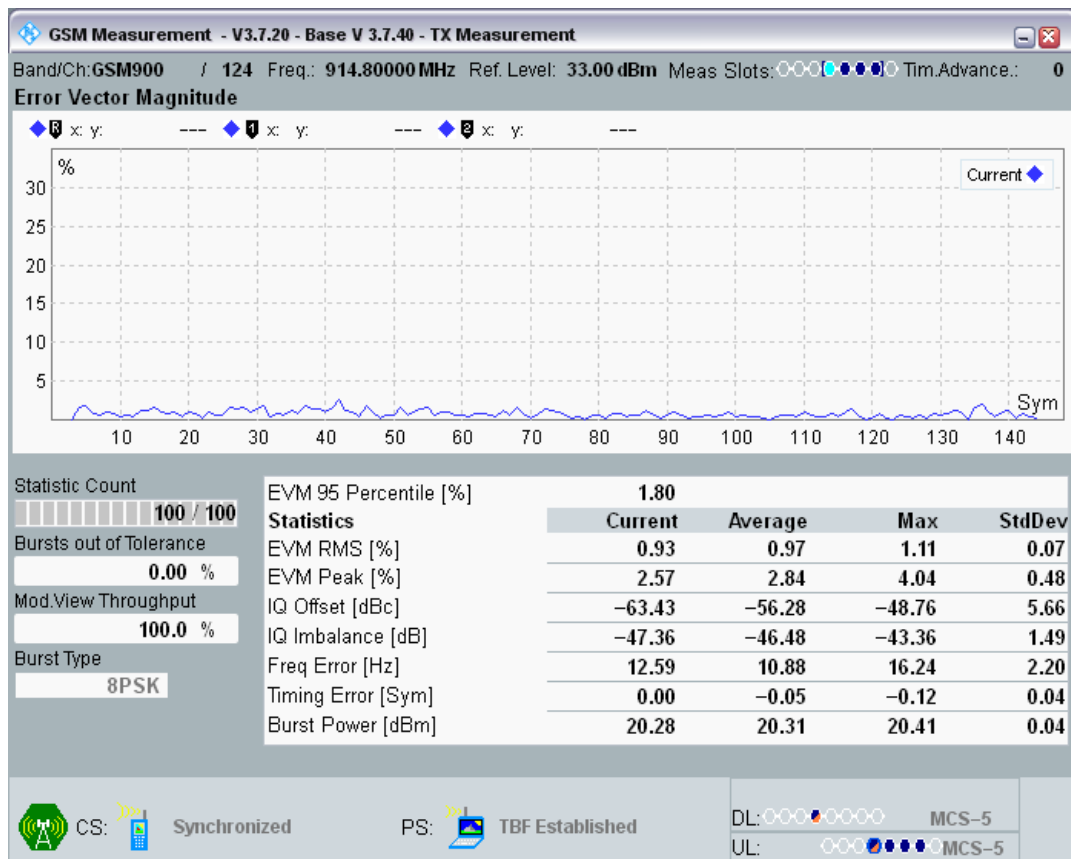 GSM Measurement - V3.7.20 - Base V 3.7.40 - TX Measurement
Band/Ch:GSM900 / 124 Freq.: 914.80000 MHz Ref. Level: 33.00 dBm Meas Slots: Tim.Advance.: 0
Error Vector Magnitude
R x: y: --- 1 x: y: --- 2 x: y: ---
%
Current
30
25
20
15
10
5
Sym
10 20 30 40 50 60 70 80 90 100 110 120 130 140
Statistic Count
100 / 100
Bursts out of Tolerance
0.00 %
Mod.View Throughput
100.0 %
Burst Type
8PSK
EVM 95 Percentile [%] 1.80
Statistics Current Average Max StdDev
EVM RMS [%] 0.93 0.97 1.11 0.07
EVM Peak [%] 2.57 2.84 4.04 0.48
IQ Offset [dBc] −63.43 −56.28 −48.76 5.66
IQ Imbalance [dB] −47.36 −46.48 −43.36 1.49
Freq Error [Hz] 12.59 10.88 16.24 2.20
Timing Error [Sym] 0.00 −0.05 −0.12 0.04
Burst Power [dBm] 20.28 20.31 20.41 0.04
CS: Synchronized PS: TBF Established
DL: MCS−5
UL: MCS−5